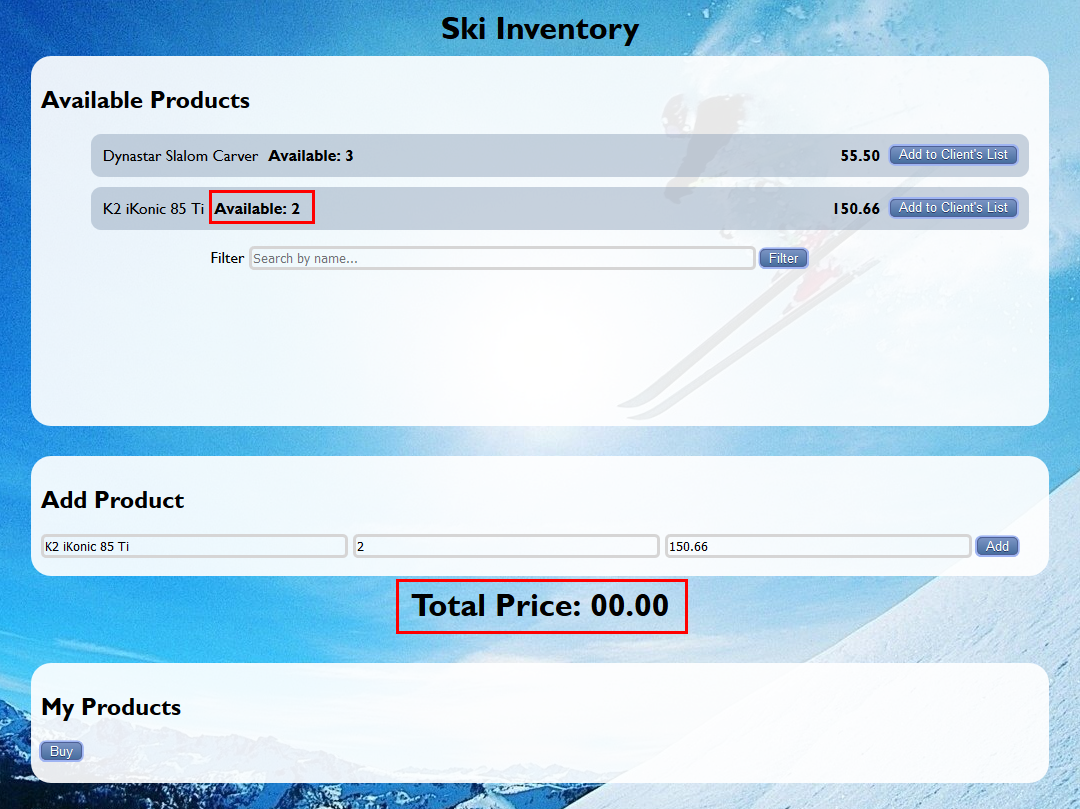 Ski Inventory
Available Products
Dynastar Slalom Carver Available: 3 55.50 Add to Client's List
K2 iKonic 85 Ti Available: 2 150.66 Add to Client's List
Filter Search by name... Filter
Add Product
K2 iKonic 85 Ti 2 150.66 Add
Total Price: 00.00
My Products
Buy